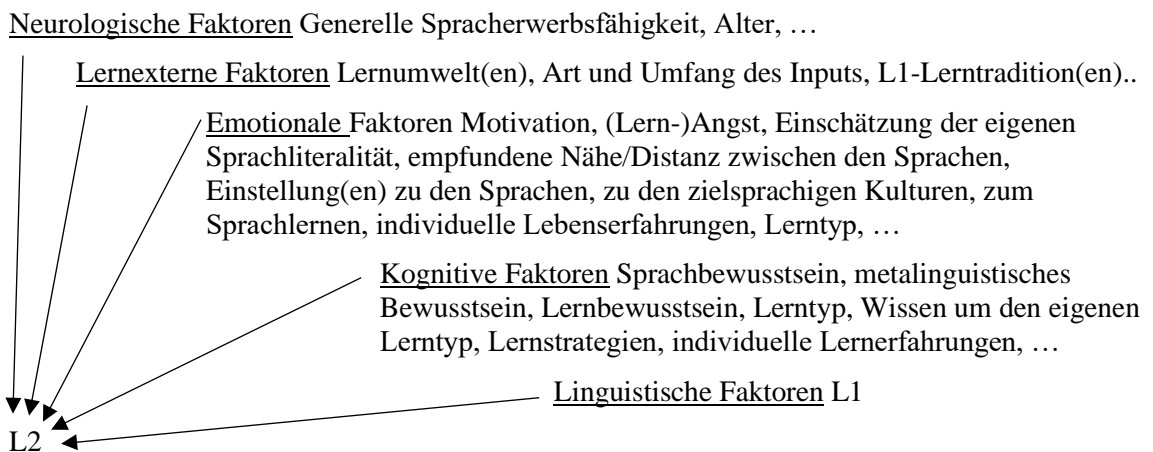 Neurologische Faktoren Generelle Spracherwerbsfähigkeit, Alter, …
Lernexterne Faktoren Lernumwelt(en), Art und Umfang des Inputs, L1-Lerntradition(en)..
Emotionale Faktoren Motivation, (Lern-)Angst, Einschätzung der eigenen
Sprachliteralität, empfundene Nähe/Distanz zwischen den Sprachen,
Einstellung(en) zu den Sprachen, zu den zielsprachigen Kulturen, zum
Sprachlernen, individuelle Lebenserfahrungen, Lerntyp, …
Kognitive Faktoren Sprachbewusstsein, metalinguistisches
Bewusstsein, Lernbewusstsein, Lerntyp, Wissen um den eigenen
Lerntyp, Lernstrategien, individuelle Lernerfahrungen, …
Linguistische Faktoren L1
L2